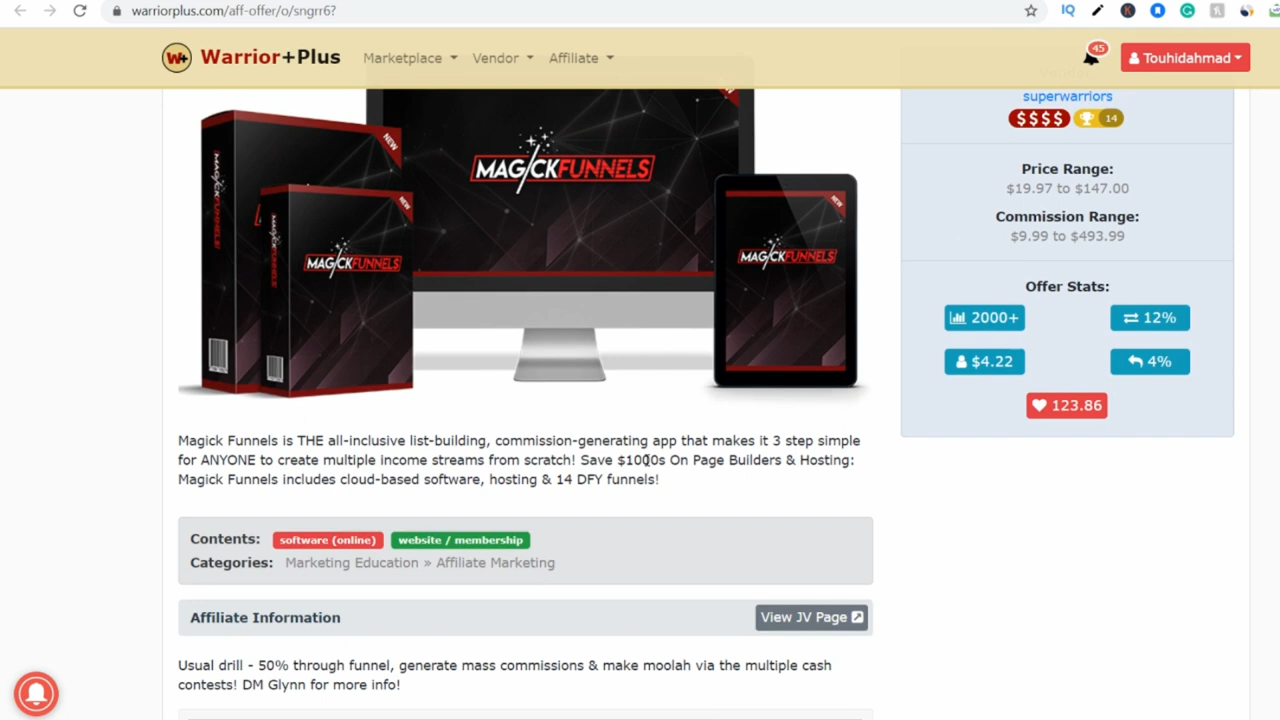 warriorplus.com/aff-offer/o/sngrr6?
Warrior+Plus
Marketplace
Vendor
Affiliate
45
Touhidahmad
NEW
MAGICKFUNNELS
NEW
MAGICKFUNNELS
NEW
MAGICKFUNNELS
superwarriors
$$$$ 14
Price Range:
$19.97 to $147.00
Commission Range:
$9.99 to $493.99
Offer Stats:
2000+ 12%
$4.22 4%
123.86
Magick Funnels is THE all-inclusive list-building, commission-generating app that makes it 3 step simple
for ANYONE to create multiple income streams from scratch! Save $1000s On Page Builders & Hosting:
Magick Funnels includes cloud-based software, hosting & 14 DFY funnels!
Contents: software (online) website / membership
Categories: Marketing Education » Affiliate Marketing
Affiliate Information View JV Page
Usual drill - 50% through funnel, generate mass commissions & make moolah via the multiple cash
contests! DM Glynn for more info!